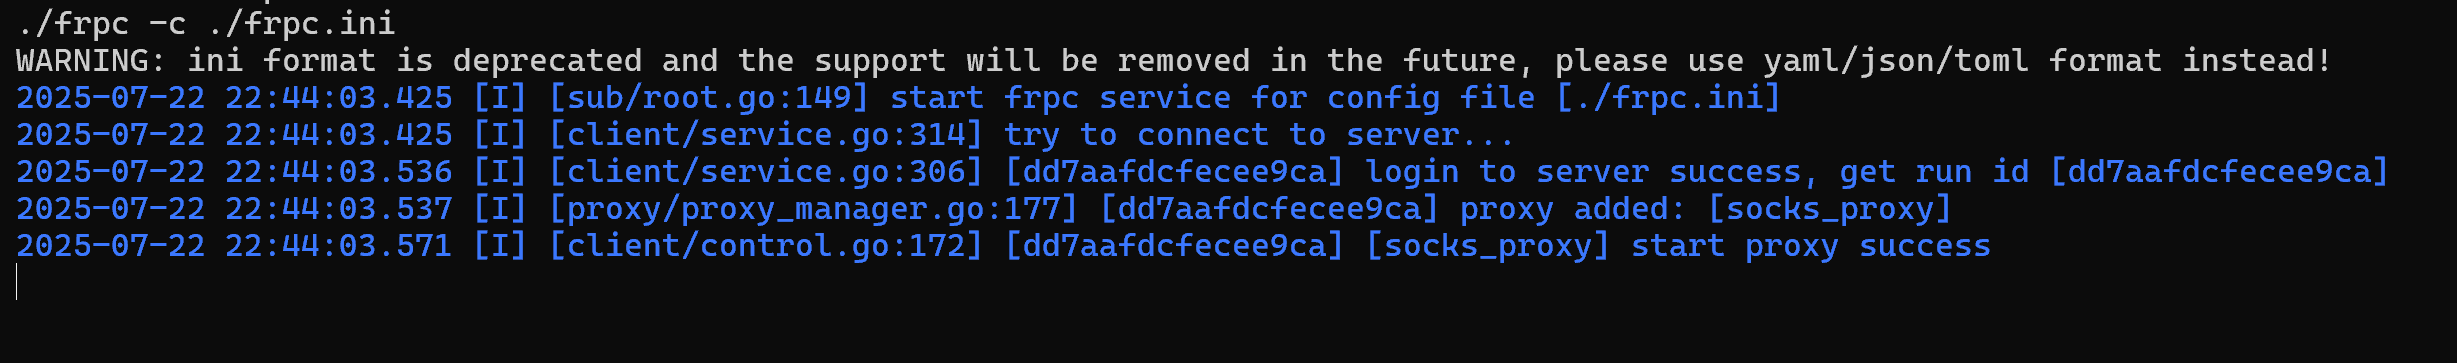 ./frpc -c ./frpc.ini
WARNING: ini format is deprecated and the support will be removed in the future, please use yaml/json/toml format instead!
2025-07-22 22:44:03.425 [I] [sub/root.go:149] start frpc service for config file [./frpc.ini]
2025-07-22 22:44:03.425 [I] [client/service.go:314] try to connect to server...
2025-07-22 22:44:03.536 [I] [client/service.go:306] [dd7aafdcfecee9ca] login to server success, get run id [dd7aafdcfecee9ca]
2025-07-22 22:44:03.537 [I] [proxy/proxy_manager.go:177] [dd7aafdcfecee9ca] proxy added: [socks_proxy]
2025-07-22 22:44:03.571 [I] [client/control.go:172] [dd7aafdcfecee9ca] [socks_proxy] start proxy success